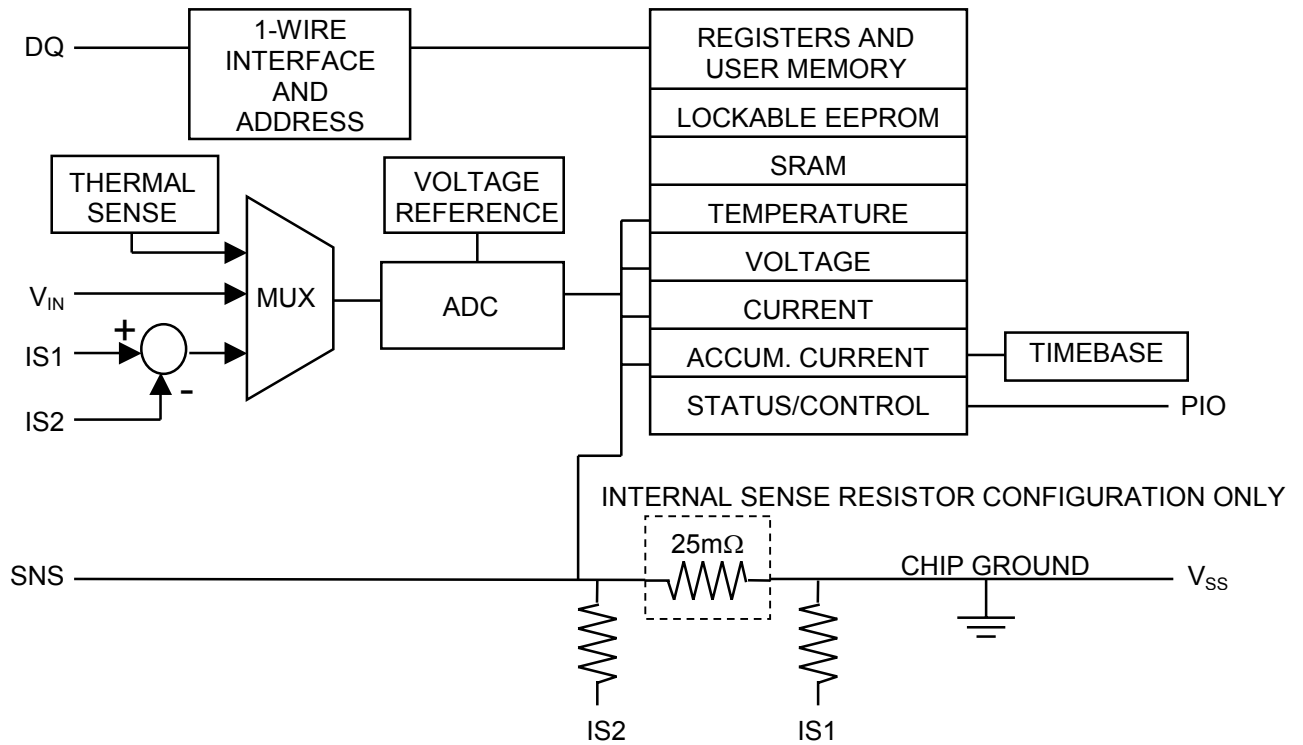 DQ
1-WIRE
INTERFACE
AND
ADDRESS
REGISTERS AND
USER MEMORY
LOCKABLE EEPROM
SRAM
TEMPERATURE
VOLTAGE
CURRENT
ACCUM. CURRENT
STATUS/CONTROL
THERMAL
SENSE
VOLTAGE
REFERENCE
MUX
ADC
VIN
IS1
+
IS2
-
TIMEBASE
PIO
INTERNAL SENSE RESISTOR CONFIGURATION ONLY
25mΩ
SNS
CHIP GROUND
VSS
IS2
IS1